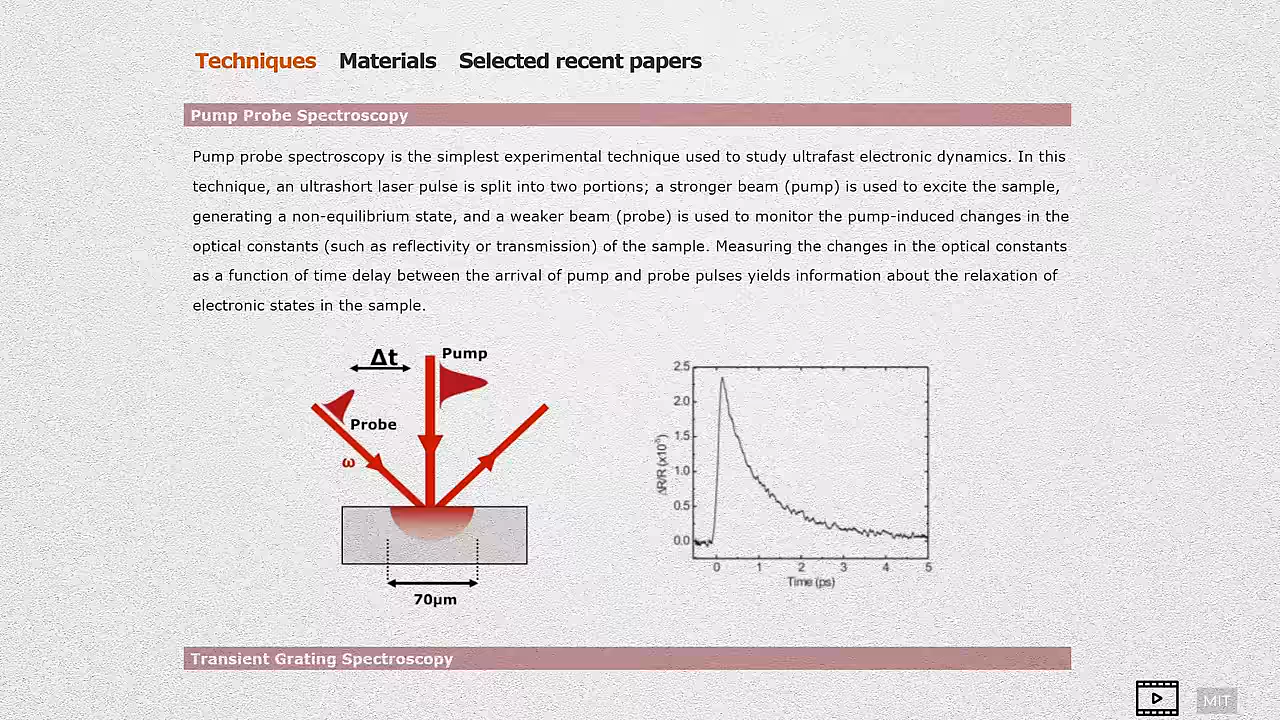 Techniques Materials Selected recent papers
Pump Probe Spectroscopy
Pump probe spectroscopy is the simplest experimental technique used to study ultrafast electronic dynamics. In this
technique, an ultrashort laser pulse is split into two portions; a stronger beam (pump) is used to excite the sample,
generating a non-equilibrium state, and a weaker beam (probe) is used to monitor the pump-induced changes in the
optical constants (such as reflectivity or transmission) of the sample. Measuring the changes in the optical constants
as a function of time delay between the arrival of pump and probe pulses yields information about the relaxation of
electronic states in the sample.
Δt
Pump
Probe
ω
70μm
2.5
2.0
1.5
1.0
0.5
0.0
0 1 2 3 4 5
Time (ps)
Transient Grating Spectroscopy
MIT